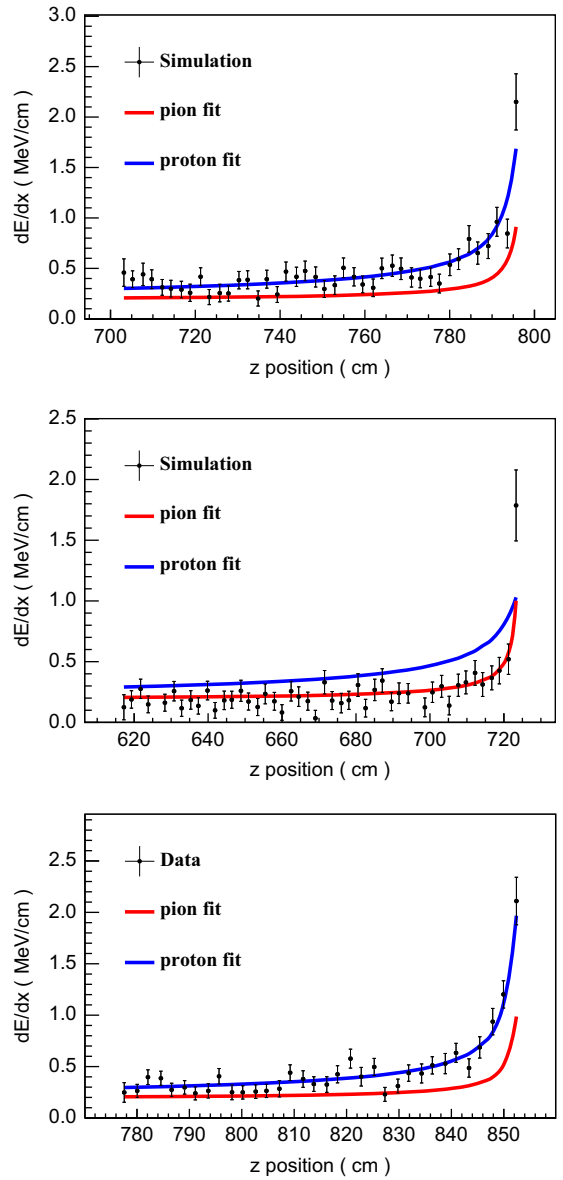 3.0
2.5
2.0
1.5
1.0
0.5
0.0
dE/dx ( MeV/cm)
Simulation
pion fit
proton fit
700 720 740 760 780 800
z position ( cm)
2.5
2.0
1.5
1.0
0.5
0.0
dE/dx ( MeV/cm)
Simulation
pion fit
proton fit
620 640 660 680 700 720
z position ( cm)
2.5
2.0
1.5
1.0
0.5
0.0
dE/dx ( MeV/cm)
Data
pion fit
proton fit
780 790 800 810 820 830 840 850
z position ( cm)